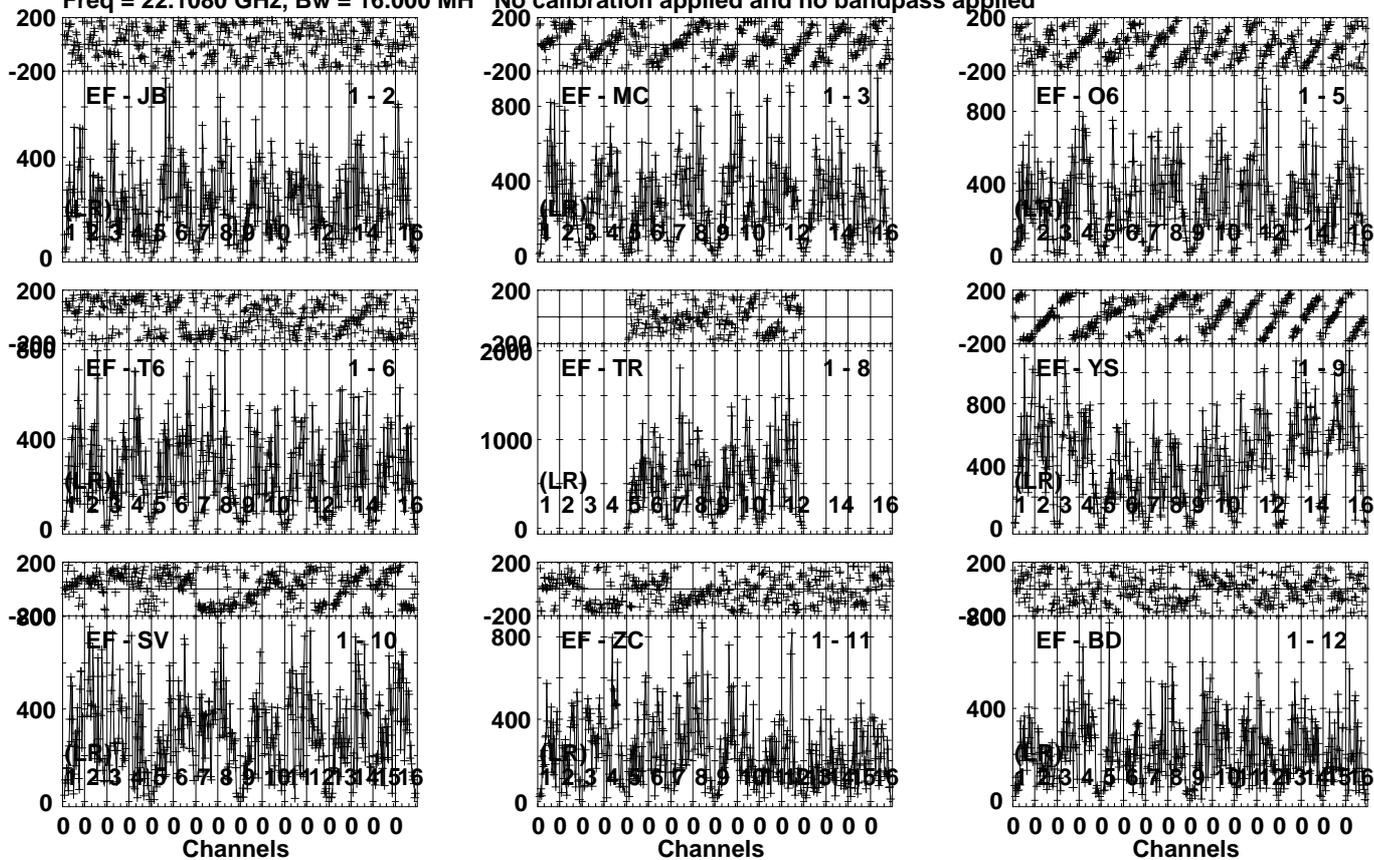 Freq = 22.1080 GHz, Bw = 16.000 MH No calibration applied and no bandpass applied
200 200 200
-200 -200 -200
EF - JB 1 - 2 EF - MC 1 - 3 EF - O6 1 - 5
800 800
400 400 400
(LR) (LR) (LR)
1 2 3 4 5 6 7 8 9 10 12 14 16 1 2 3 4 5 6 7 8 9 10 12 14 16 1 2 3 4 5 6 7 8 9 10 12 14 16
0 0 0
200 200 200
-200 -200 -200
800 2000
EF - T6 1 - 6 EF - TR 1 - 8 EF - YS 1 - 9
800
400 1000 400
(LR) (LR) (LR)
1 2 3 4 5 6 7 8 9 10 12 14 16 1 2 3 4 5 6 7 8 9 10 12 14 16 1 2 3 4 5 6 7 8 9 10 12 14 16
0 0 0
200 200 200
-200 -200 -200
800 800 800
EF - SV 1 - 10 EF - ZC 1 - 11 EF - BD 1 - 12
400 400 400
(LR) (LR) (LR)
1 2 3 4 5 6 7 8 9 10 11 12 13 14 15 16 1 2 3 4 5 6 7 8 9 10 11 12 13 14 15 16 1 2 3 4 5 6 7 8 9 10 11 12 13 14 15 16
0 0 0
0 0 0 0 0 0 0 0 0 0 0 0 0 0 0 0 0 0 0 0 0 0 0 0 0 0 0 0 0 0 0 0 0 0 0 0 0 0 0 0 0 0 0 0 0 0 0 0
Channels Channels Channels